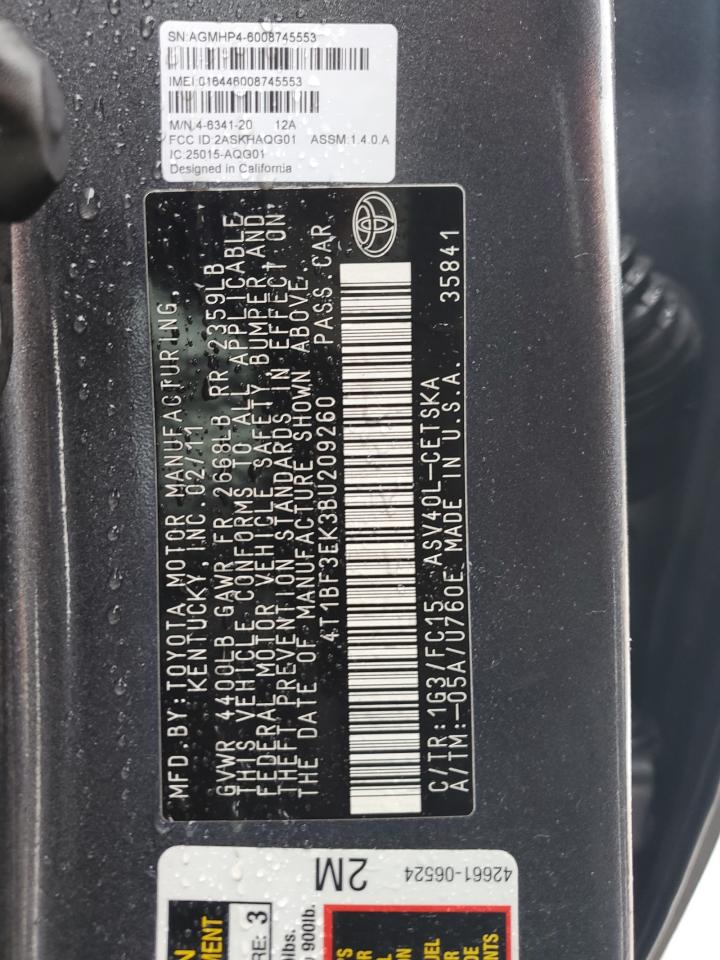 SN:AGMHP4-6008745553
IMEI:016446008745553
M/N:4-6341-20 12A
FCC ID:2ASKHAQG01 ASSM:1.4.0.A
IC:25015-AQG01
Designed in California
MFD.BY:TOYOTA MOTOR MANUFACTURING,
KENTUCKY, INC. 02/11
GVWR 4400LB GAWR FR 2668LB RR 2359LB
THIS VEHICLE CONFORMS TO ALL APPLICABLE
FEDERAL MOTOR VEHICLE SAFETY BUMPER, AND
THEFT PREVENTION STANDARDS IN EFFECT ON
THE DATE OF MANUFACTURE SHOWN ABOVE.
4T1BF3EK3BU209260 PASS.CAR
C/TR:1G3/FC15 ASV40L-CETSKA
A/TM:-05A/U760E MADE IN U.S.A. 35841
42661-06524
2M
RE: 3
900lb.